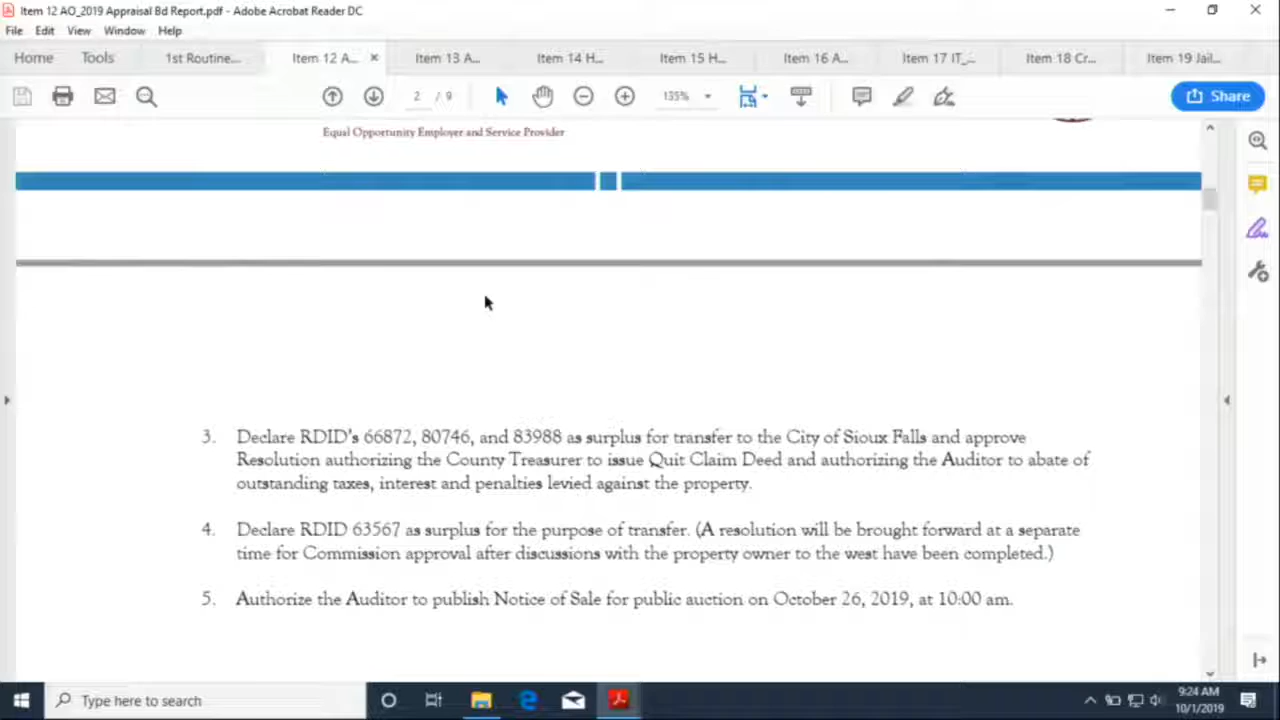 Item 12 AO_2019 Appraisal Bd Report.pdf - Adobe Acrobat Reader DC
File Edit View Window Help
Home Tools 1st Routine... Item 12 A... Item 13 A... Item 14 H... Item 15 H... Item 16 A... Item 17 IT_... Item 18 Cr... Item 19 Jail...
2 / 9 135% Share
Equal Opportunity Employer and Service Provider
3. Declare RDID's 66872, 80746, and 83988 as surplus for transfer to the City of Sioux Falls and approve
Resolution authorizing the County Treasurer to issue Quit Claim Deed and authorizing the Auditor to abate of
outstanding taxes, interest and penalties levied against the property.
4. Declare RDID 63567 as surplus for the purpose of transfer. (A resolution will be brought forward at a separate
time for Commission approval after discussions with the property owner to the west have been completed.)
5. Authorize the Auditor to publish Notice of Sale for public auction on October 26, 2019, at 10:00 am.
Type here to search
9:24 AM
10/1/2019